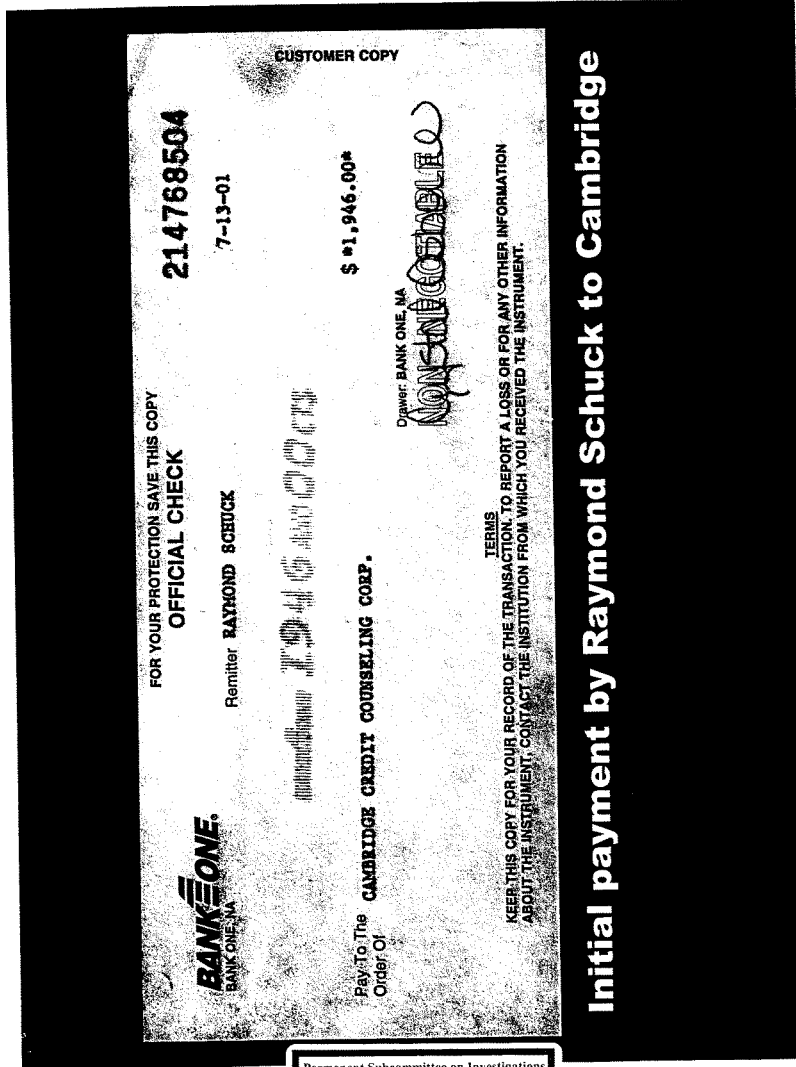 CUSTOMER COPY
FOR YOUR PROTECTION SAVE THIS COPY
OFFICIAL CHECK
214768504
BANK ONE
BANK ONE, NA
Remitter RAYMOND SCHUCK
7-13-01
Pay To The
Order Of CAMBRIDGE CREDIT COUNSELING CORP.
$ *1,946.00*
Drawer: BANK ONE, NA
NON-NEGOTIABLE
TERMS
KEEP THIS COPY FOR YOUR RECORD OF THE TRANSACTION. TO REPORT A LOSS OR FOR ANY OTHER INFORMATION
ABOUT THE INSTRUMENT, CONTACT THE INSTITUTION FROM WHICH YOU RECEIVED THE INSTRUMENT.
Initial payment by Raymond Schuck to Cambridge
Permanent Subcommittee on Investigations